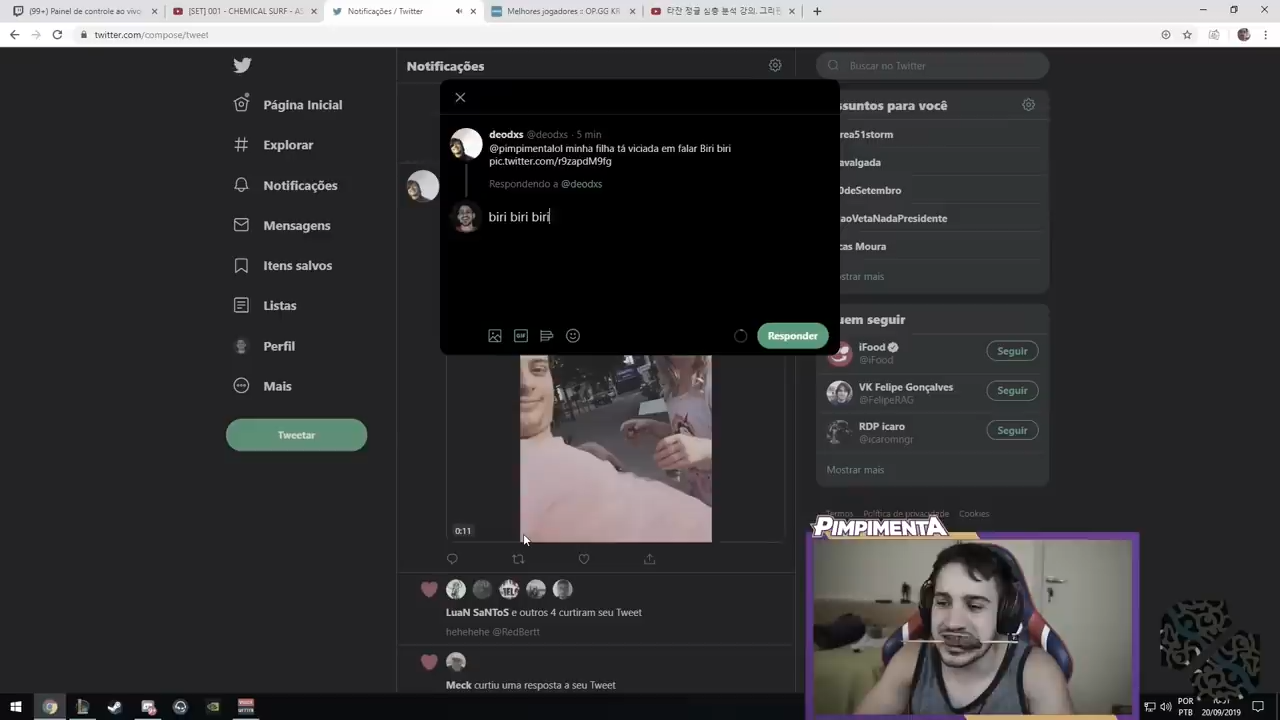 (99+) Painel de controle ao vivo
[SET] 001 - CHEMICAL SURF - AS
Notificações / Twitter
Melhores jogadores :: OP.GG KR
twitter.com/compose/tweet
Notificações
Buscar no Twitter
Página Inicial
Explorar
Notificações
Mensagens
Itens salvos
Listas
Perfil
Mais
Tweetar
deodxs @deodxs · 5 min
@pimpimentalol minha filha tá viciada em falar Biri biri
pic.twitter.com/r9zapdM9fg
Respondendo a @deodxs
biri biri biri
GIF
Responder
suntos para você
rea51storm
avalgada
0deSetembro
aoVetaNadaPresidente
cas Moura
ostrar mais
uem seguir
iFood
@iFood
Seguir
VK Felipe Gonçalves
@FelipeRAG
Seguir
RDP icaro
@icaromngr
Seguir
Mostrar mais
Termos Política de privacidade Cookies
0:11
LuaN SaNToS e outros 4 curtiram seu Tweet
hehehehe @RedBertt
Meck curtiu uma resposta a seu Tweet
PIMPIMENTA
POR
PTB
20/09/2019